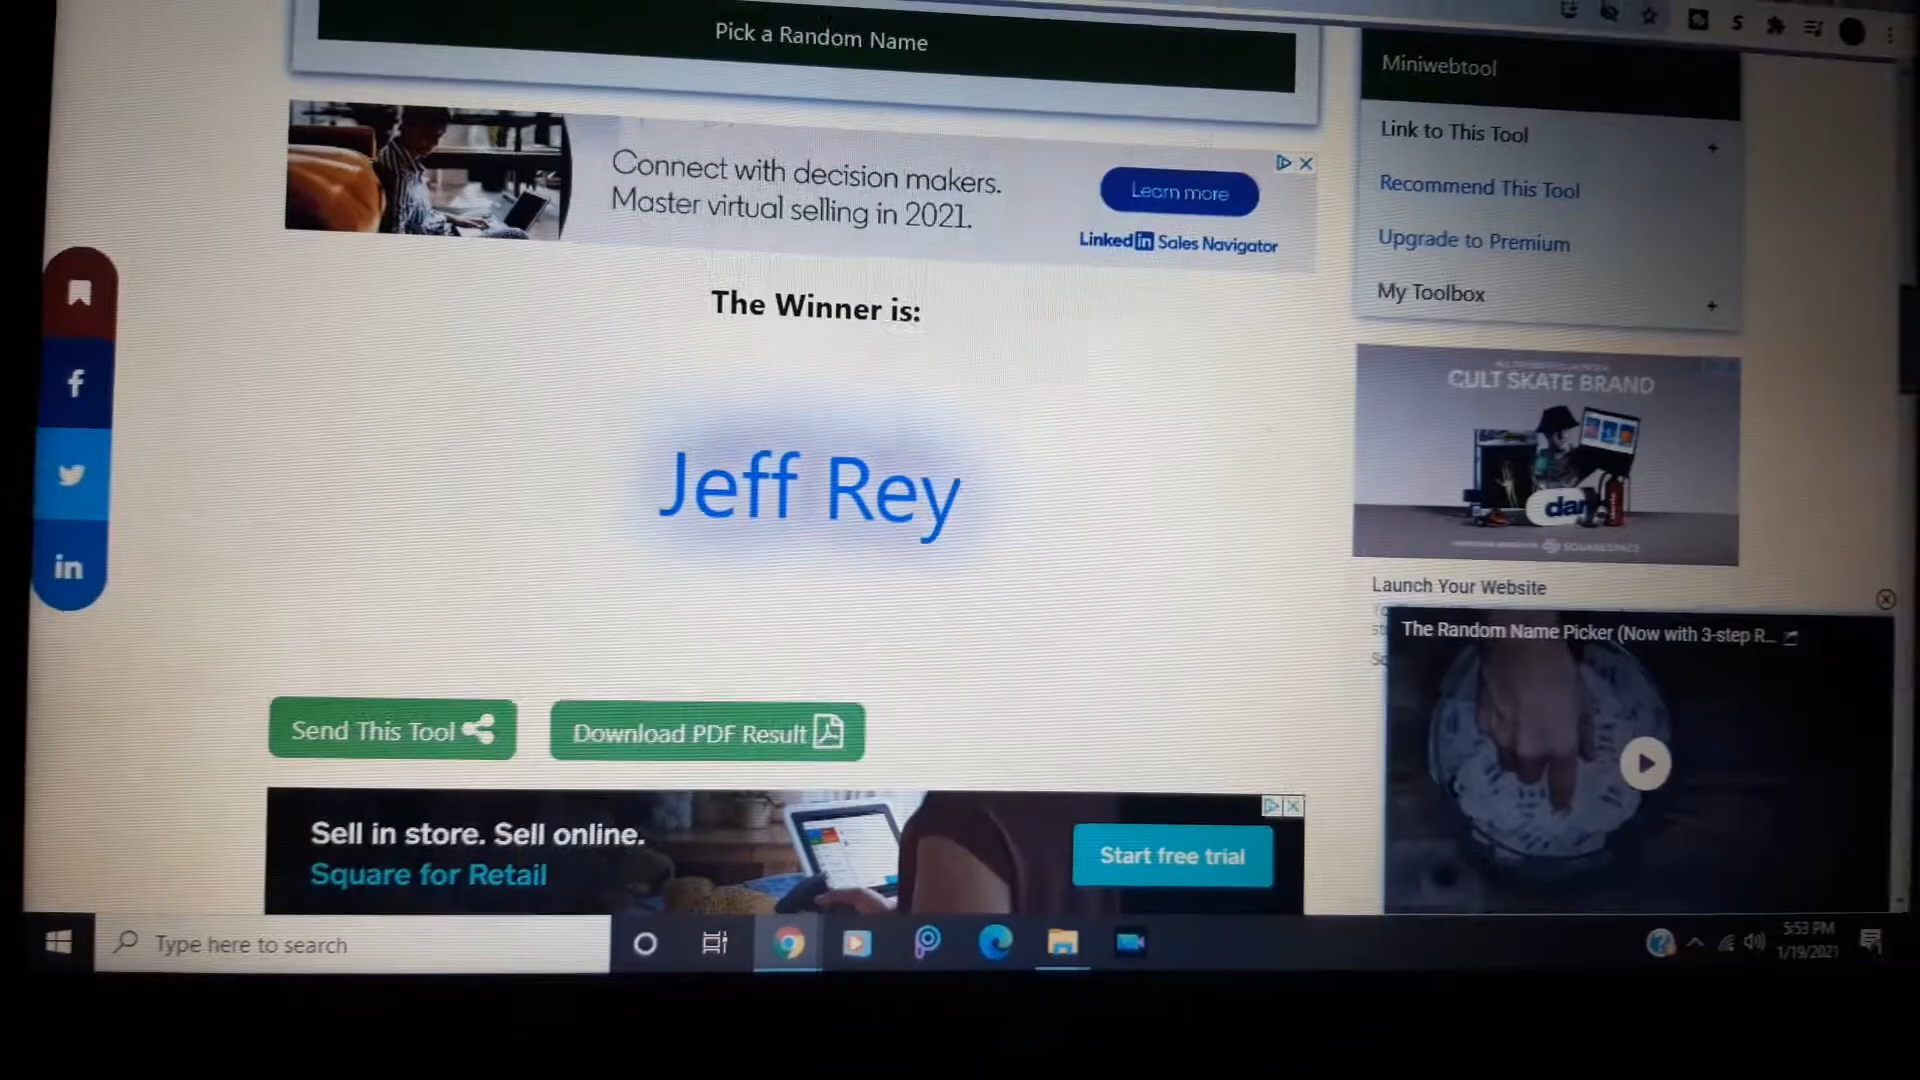 Pick a Random Name
Miniwebtool
Link to This Tool
+
Recommend This Tool
Upgrade to Premium
My Toolbox
+
Connect with decision makers.
Master virtual selling in 2021.
Learn more
Linked in Sales Navigator
The Winner is:
Jeff Rey
f
in
CULT SKATE BRAND
SQUARESPACE
Launch Your Website
The Random Name Picker (Now with 3-step R...
Send This Tool
Download PDF Result
Sell in store. Sell online.
Square for Retail
Start free trial
Type here to search
5:53 PM
1/19/2021